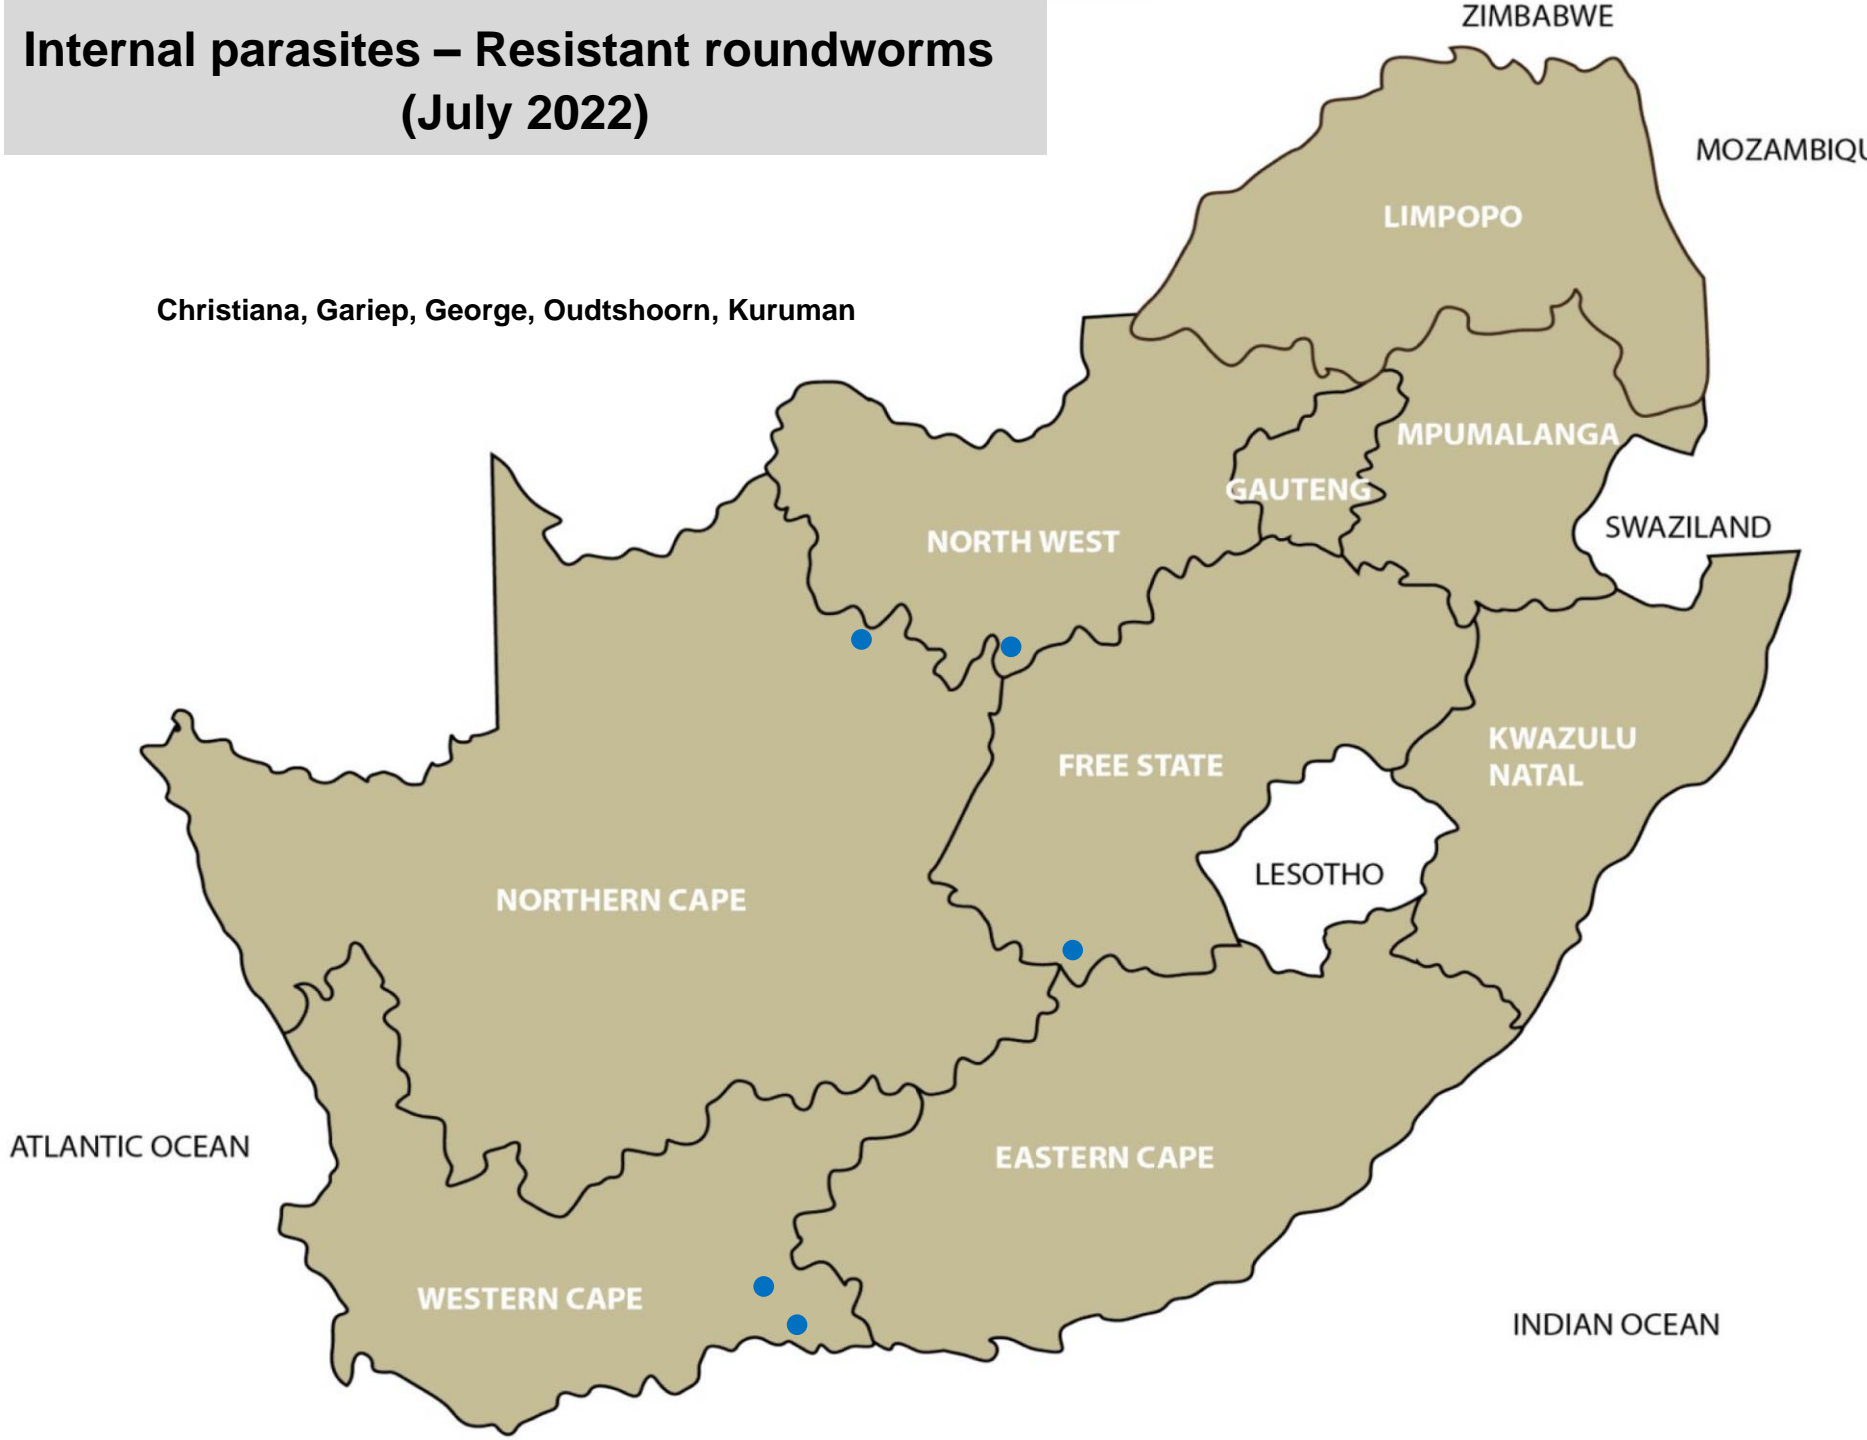 Internal parasites – Resistant roundworms
(July 2022)
ZIMBABWE
MOZAMBIQU
LIMPOPO
Christiana, Gariep, George, Oudtshoorn, Kuruman
MPUMALANGA
GAUTENG
SWAZILAND
NORTH WEST
KWAZULU
NATAL
FREE STATE
LESOTHO
NORTHERN CAPE
ATLANTIC OCEAN
EASTERN CAPE
WESTERN CAPE
INDIAN OCEAN